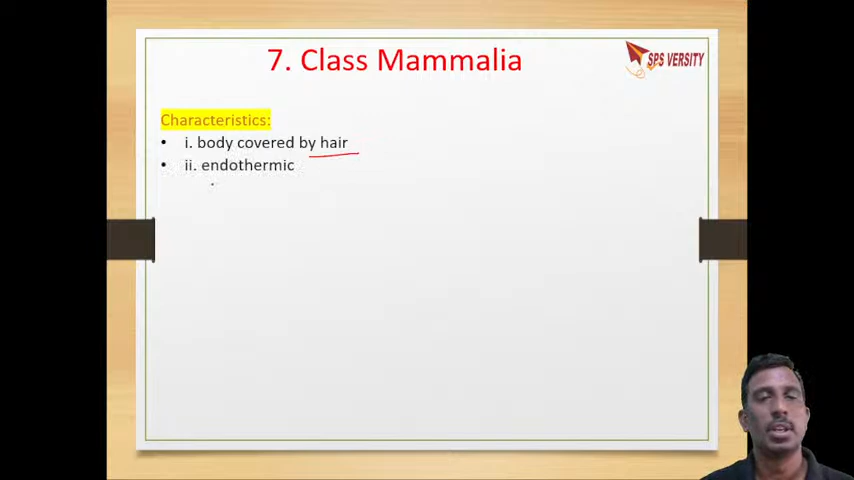 7. Class Mammalia
SPS VERSITY
Characteristics:
• i. body covered by hair
• ii. endothermic